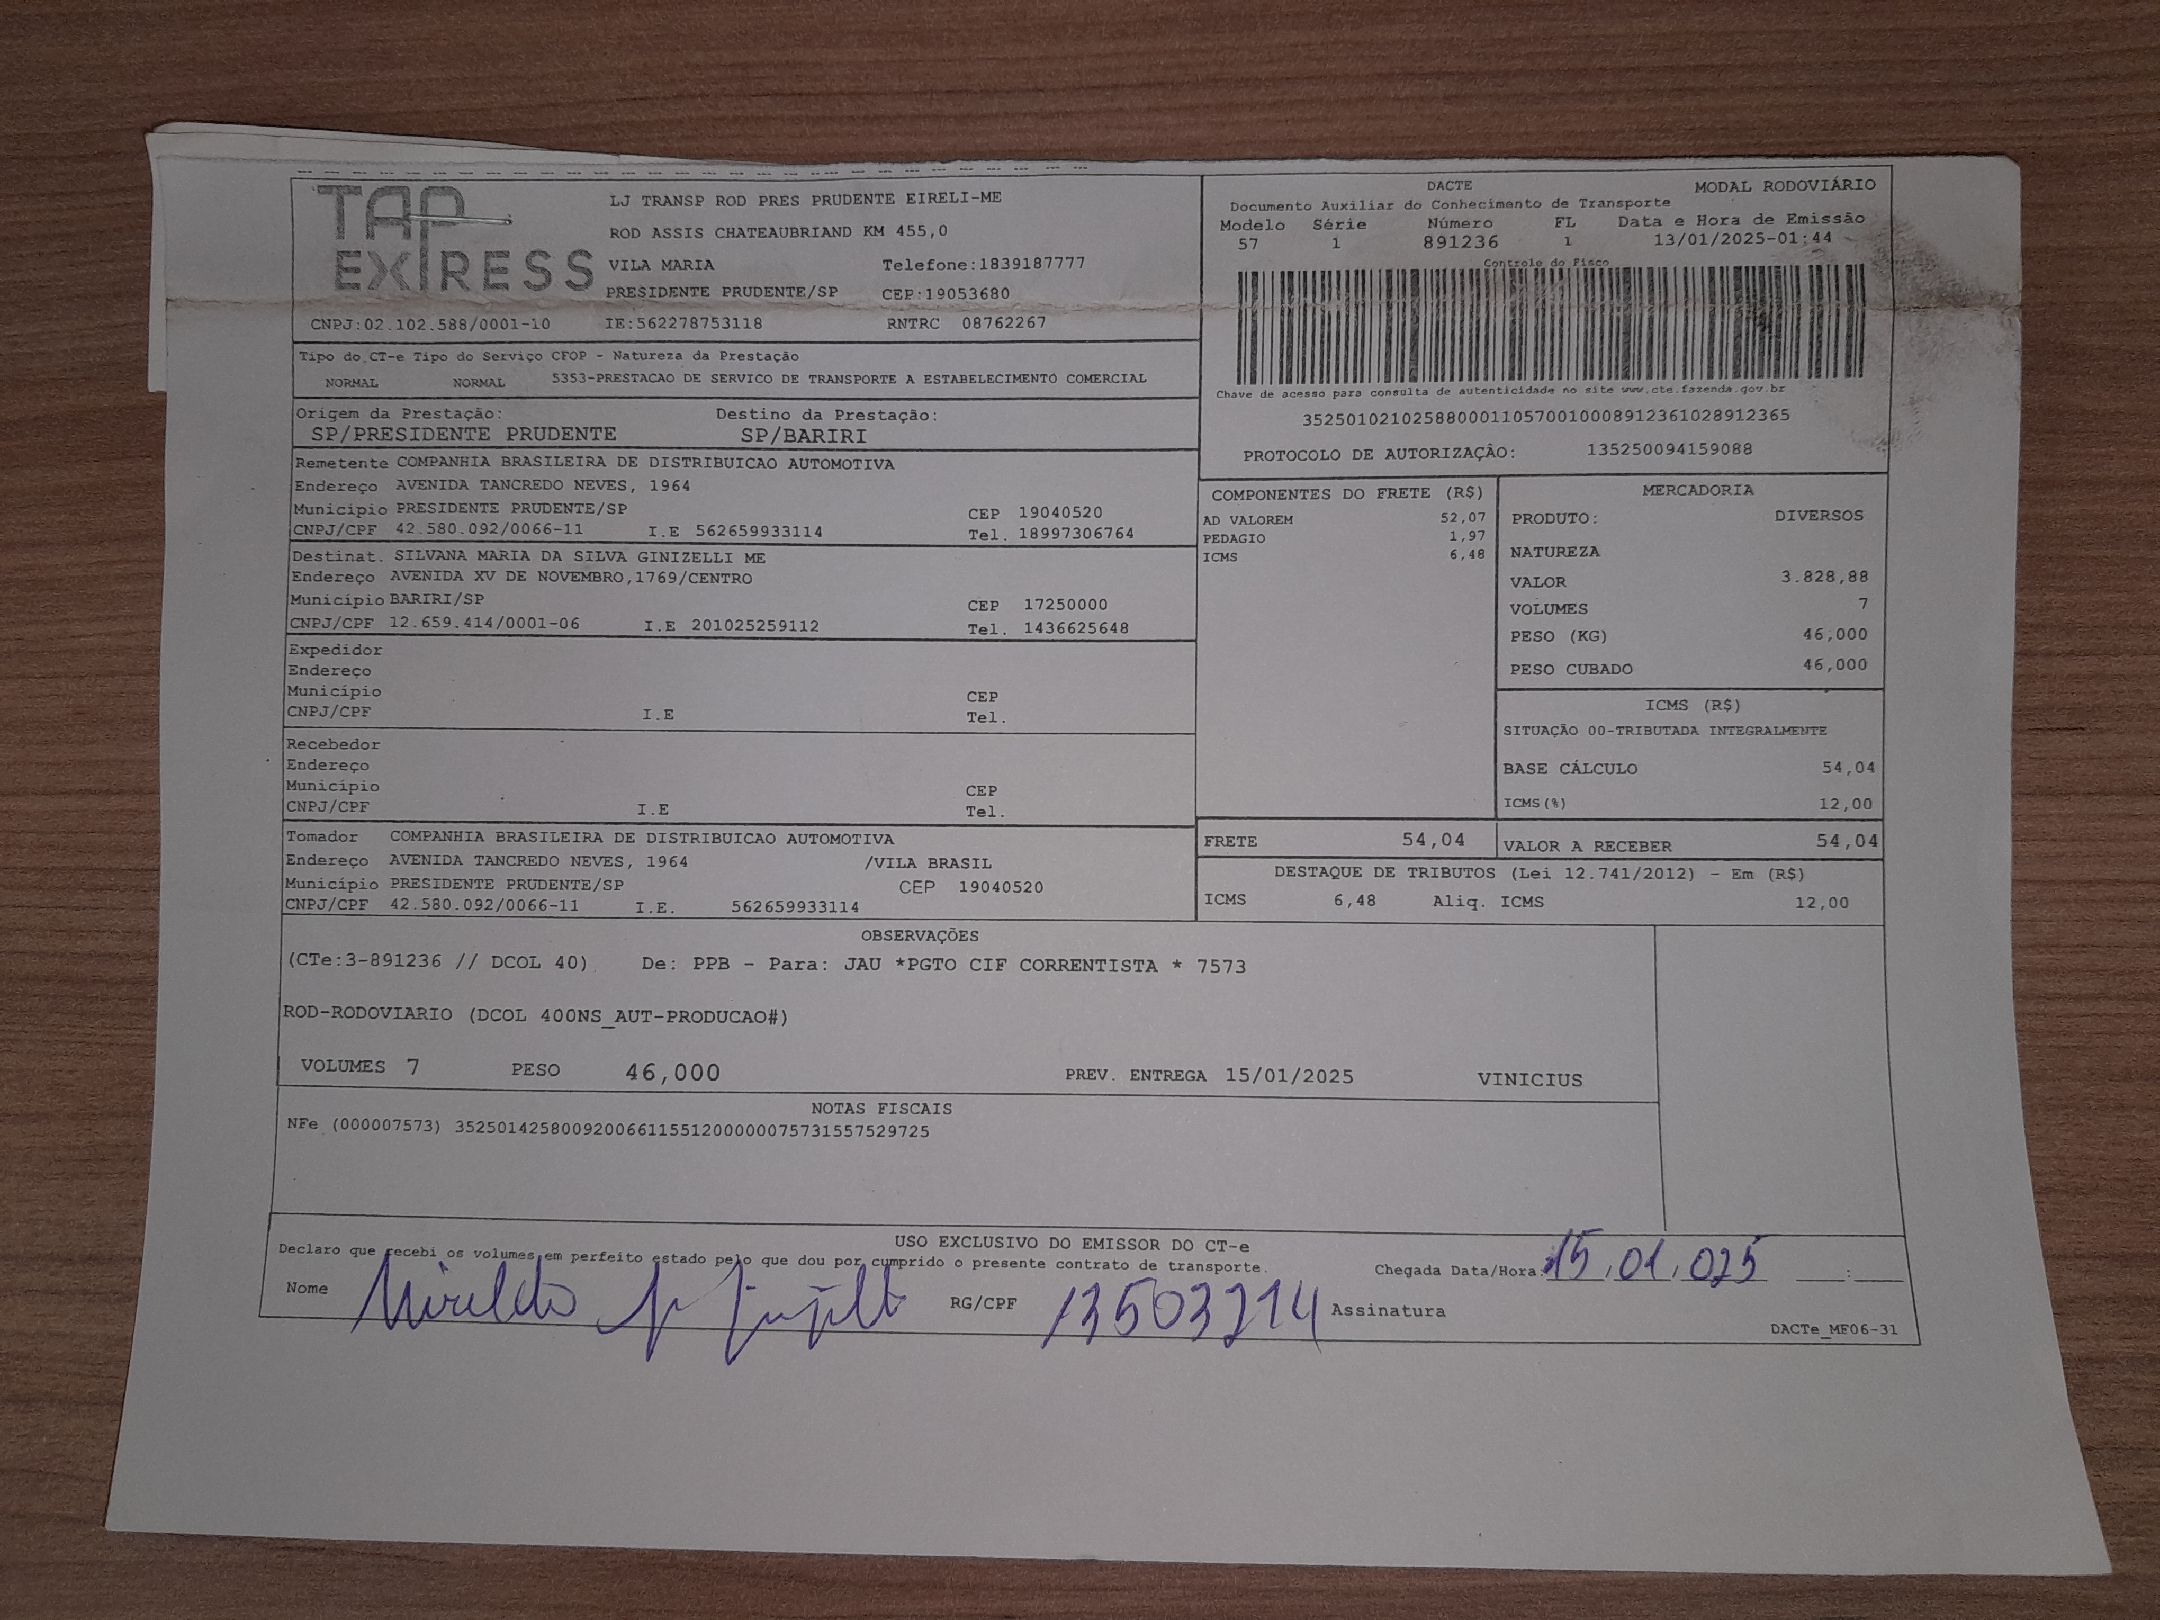 TAP EXPRESS
LJ TRANSP ROD PRES PRUDENTE EIRELI-ME
ROD ASSIS CHATEAUBRIAND KM 455,0
VILA MARIA Telefone:1839187777
PRESIDENTE PRUDENTE/SP CEP:19053680
CNPJ:02.102.588/0001-10 IE:562278753118 RNTRC 08762267
DACTE MODAL RODOVIÁRIO
Documento Auxiliar do Conhecimento de Transporte
Modelo Série Número FL Data e Hora de Emissão
57 1 891236 1 13/01/2025-01:44
Controle do Fisco
Chave de acesso para consulta de autenticidade no site www.cte.fazenda.gov.br
35250102102588000110570010008912361028912365
PROTOCOLO DE AUTORIZAÇÃO: 135250094159088
Tipo do CT-e Tipo do Serviço CFOP - Natureza da Prestação
NORMAL NORMAL 5353-PRESTACAO DE SERVICO DE TRANSPORTE A ESTABELECIMENTO COMERCIAL
Origem da Prestação: Destino da Prestação:
SP/PRESIDENTE PRUDENTE SP/BARIRI
Remetente COMPANHIA BRASILEIRA DE DISTRIBUICAO AUTOMOTIVA
Endereço AVENIDA TANCREDO NEVES, 1964
Município PRESIDENTE PRUDENTE/SP CEP 19040520
CNPJ/CPF 42.580.092/0066-11 I.E 562659933114 Tel. 18997306764
Destinat. SILVANA MARIA DA SILVA GINIZELLI ME
Endereço AVENIDA XV DE NOVEMBRO,1769/CENTRO
Município BARIRI/SP CEP 17250000
CNPJ/CPF 12.659.414/0001-06 I.E 201025259112 Tel. 1436625648
Expedidor
Endereço
Município CEP
CNPJ/CPF I.E Tel.
Recebedor
Endereço
Município CEP
CNPJ/CPF I.E Tel.
Tomador COMPANHIA BRASILEIRA DE DISTRIBUICAO AUTOMOTIVA
Endereço AVENIDA TANCREDO NEVES, 1964 /VILA BRASIL
Município PRESIDENTE PRUDENTE/SP CEP 19040520
CNPJ/CPF 42.580.092/0066-11 I.E. 562659933114
COMPONENTES DO FRETE (R$)
AD VALOREM 52,07
PEDAGIO 1,97
ICMS 6,48
MERCADORIA
PRODUTO: DIVERSOS
NATUREZA
VALOR 3.828,88
VOLUMES 7
PESO (KG) 46,000
PESO CUBADO 46,000
ICMS (R$)
SITUAÇÃO 00-TRIBUTADA INTEGRALMENTE
BASE CÁLCULO 54,04
ICMS(%) 12,00
FRETE 54,04 VALOR A RECEBER 54,04
DESTAQUE DE TRIBUTOS (Lei 12.741/2012) - Em (R$)
ICMS 6,48 Aliq. ICMS 12,00
OBSERVAÇÕES
(CTe:3-891236 // DCOL 40) De: PPB - Para: JAU *PGTO CIF CORRENTISTA * 7573
ROD-RODOVIARIO (DCOL 400NS_AUT-PRODUCAO#)
VOLUMES 7 PESO 46,000 PREV. ENTREGA 15/01/2025 VINICIUS
NOTAS FISCAIS
NFe (000007573) 35250142580092006611551200000075731557529725
USO EXCLUSIVO DO EMISSOR DO CT-e
Declaro que recebi os volumes em perfeito estado pelo que dou por cumprido o presente contrato de transporte.
Chegada Data/Hora: 15.01.025 :
Nome RG/CPF 13503214 Assinatura
DACTe_MF06-31